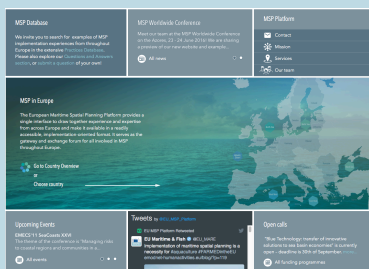 MSP Database
We invite you to search for examples of MSP
implementation experiences from throughout
Europe in the extensive Practices Database.
Please also explore our Questions and Answers
section, or submit a question of your own!
MSP Worldwide Conference
Meet our team at the MSP Worldwide Conference
on the Azores, 23 - 24 June 2016! We are showing
a preview of our new website and example...
All news
MSP Platform
Contact
Mission
Services
Our team
MSP in Europe
The European Maritime Spatial Planning Platform provides a
single interface to draw together experience and expertise
from across Europe and make it available in a readily
accessible, implementation oriented format. It serves as the
gateway and exchange forum for all involved in MSP
throughout Europe.
Go to Country Overview
or
Choose country
Upcoming Events
EMECS'11 SeaCoasts XXVI
The theme of the conference is "Managing risks
to coastal regions and communities in a
All events
Tweets by @EU_MSP_Platform
EU MSP Platform Retweeted
EU Maritime & Fish @EU_MARE
Implementation of maritime spatial planning is a
necessity for #aquaculture
Open calls
"Blue Technology: transfer of innovative
solutions to sea basin economies" is currently
open - deadline is 30th of September
All funding programmes